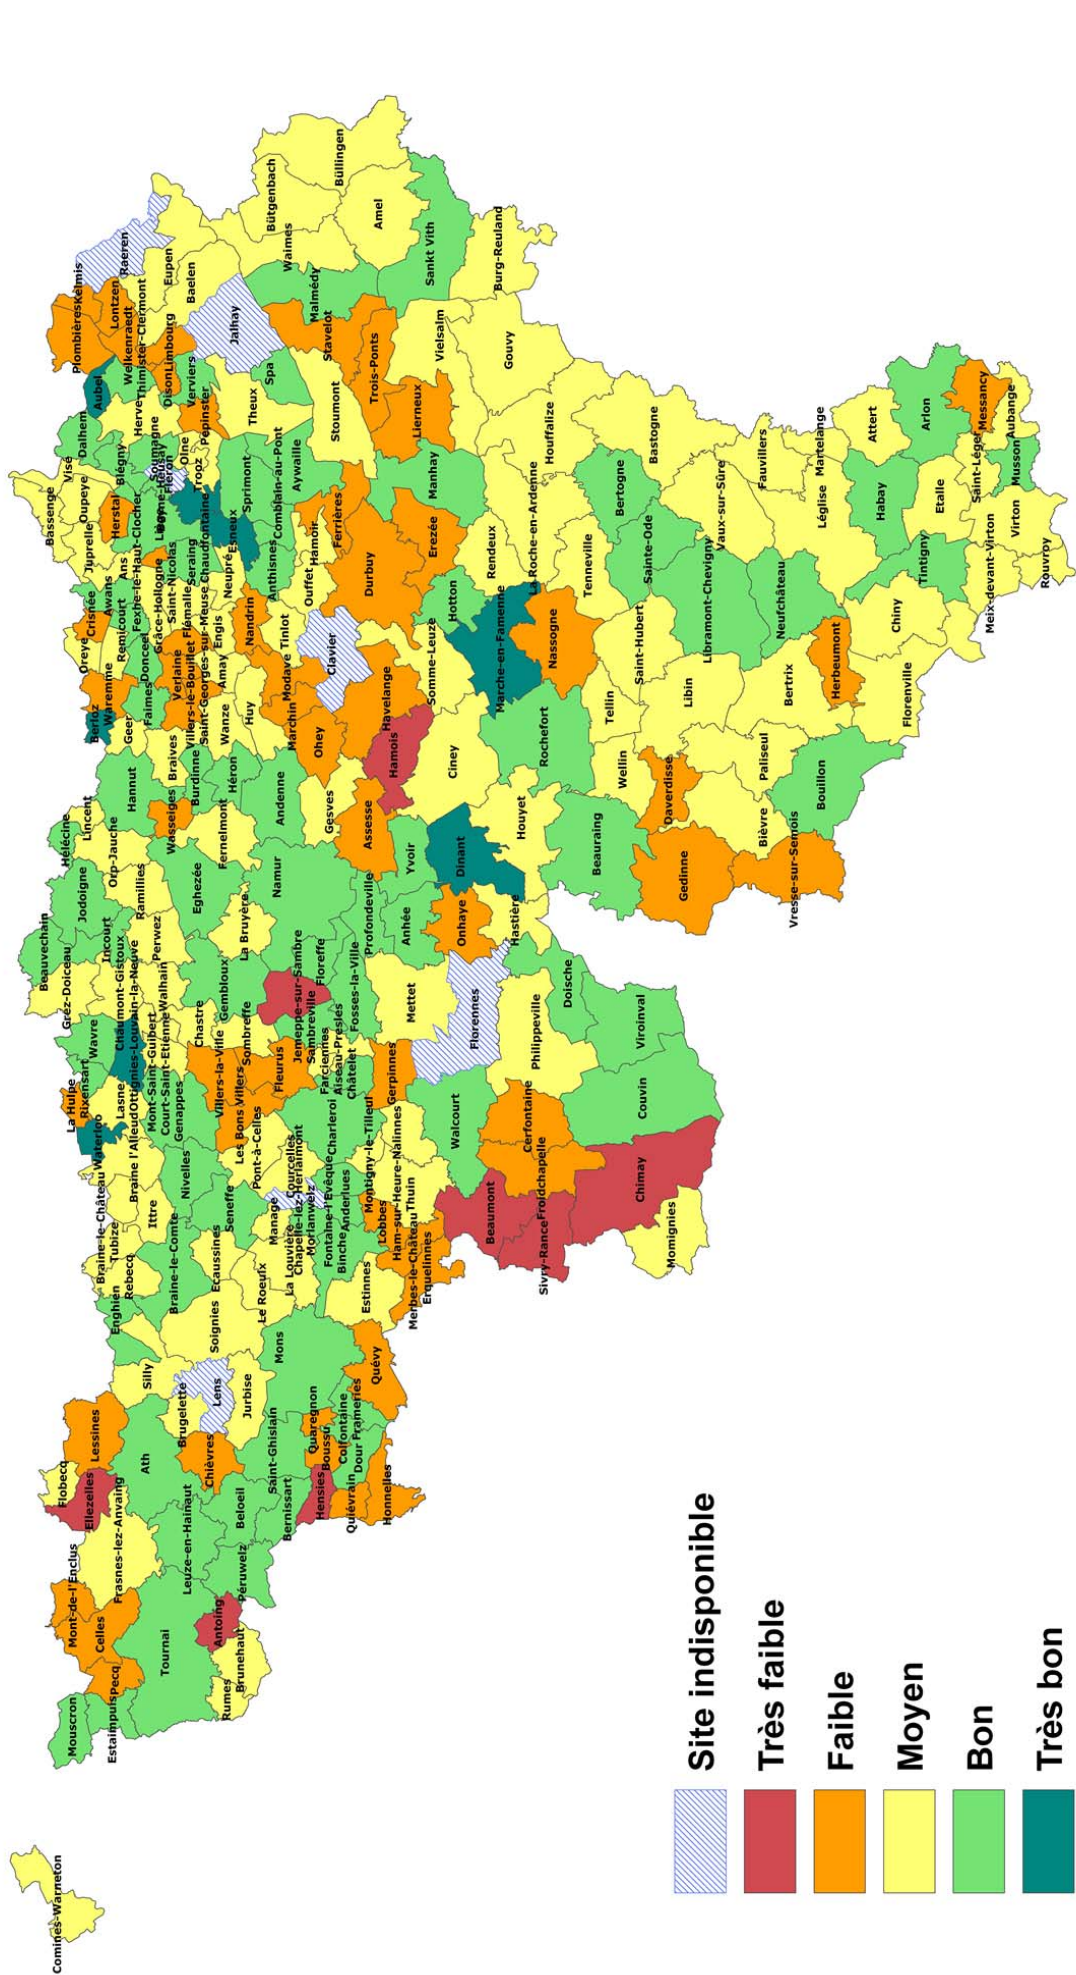 Comines-Warneton
Mouscron
Estaimpuis
Pecq
Celles
Mont-de-l'Enclus
Tournai
Rumes
Brunehaut
Antoing
Péruwelz
Leuze-en-Hainaut
Frasnes-lez-Anvaing
Ellezelles
Flobecq
Lessines
Ath
Beloeil
Bernissart
Chièvres
Brugelette
Lens
Jurbise
Silly
Enghien
Saint-Ghislain
Hensies
Quiévrain
Honnelles
Dour
Boussu
Quaregnon
Colfontaine
Frameries
Quévy
Mons
Soignies
Braine-le-Comte
Ecaussines
Le Roeulx
La Louvière
Estinnes
Binche
Morlanwelz
Chapelle-lez-Herlaimont
Manage
Seneffe
Rebecq
Tubize
Braine-le-Château
Ittre
Nivelles
Braine l'Alleud
Waterloo
Lasne
La Hulpe
Rixensart
Wavre
Ottignies-Louvain-la-Neuve
Court-Saint-Etienne
Mont-Saint-Guibert
Genappes
Villers-la-Ville
Chastre
Walhain
Chaumont-Gistoux
Grez-Doiceau
Beauvechain
Incourt
Perwez
Jodoigne
Ramillies
Orp-Jauche
Hélécine
Lincent
Hannut
Wasseiges
Braives
Burdinne
Héron
Fernelmont
Eghezée
La Bruyère
Gembloux
Sombreffe
Namur
Andenne
Gesves
Ohey
Assesse
Profondeville
Floreffe
Jemeppe-sur-Sambre
Sambreville
Fosses-la-Ville
Mettet
Anhée
Yvoir
Dinant
Onhaye
Hastière
Florennes
Philippeville
Doische
Viroinval
Couvin
Cerfontaine
Walcourt
Gerpinnes
Fleurus
Les Bons Villers
Pont-à-Celles
Courcelles
Charleroi
Châtelet
Farciennes
Aiseau-Presles
Fontaine-l'Evêque
Anderlues
Montigny-le-Tilleul
Ham-sur-Heure-Nalinnes
Thuin
Lobbes
Merbes-le-Château
Erquelinnes
Beaumont
Sivry-Rance
Froidchapelle
Chimay
Momignies
Hamois
Havelange
Ciney
Somme-Leuze
Houyet
Rochefort
Beauraing
Gedinne
Vresse-sur-Semois
Bièvre
Bouillon
Paliseul
Daverdisse
Wellin
Tellin
Libin
Saint-Hubert
Nassogne
Marche-en-Famenne
Hotton
Durbuy
Erezée
Rendeux
La-Roche-en-Ardenne
Tenneville
Sainte-Ode
Libramont-Chevigny
Bertrix
Herbeumont
Neufchâteau
Florenville
Chiny
Tintigny
Meix-devant-Virton
Rouvroy
Virton
Etalle
Habay
Léglise
Vaux-sur-Sûre
Bertogne
Bastogne
Fauvillers
Martelange
Attert
Arlon
Messancy
Aubange
Saint-Léger
Musson
Houffalize
Gouvy
Vielsalm
Manhay
Lieneux
Trois-Ponts
Stavelot
Stoumont
Ferrières
Hamoir
Ouffet
Anthisnes
Comblain-au-Pont
Aywaille
Sprimont
Esneux
Neupré
Nandrin
Tinlot
Clavier
Modave
Marchin
Huy
Wanze
Amay
Engis
Saint-Georges-sur-Meuse
Villers-le-Bouillet
Verlaine
Faimes
Geer
Berloz
Waremme
Oreye
Donceel
Remicourt
Crisnée
Fexhe-le-Haut-Clocher
Awans
Ans
Grâce-Hollogne
Saint-Nicolas
Flémalle
Seraing
Chaudfontaine
Liège
Herstal
Tuprelle
Oupeye
Bassenge
Visé
Dalhem
Blégny
Soumagne
Beyne-Heusay
Fléron
Trooz
Olne
Herve
Aubel
Thimister-Clermont
Welkenraedt
Plombières
Kelmis
Lontzen
Raeren
Eupen
Baelen
Limbourg
Dison
Verviers
Pepinster
Theux
Spa
Jalhay
Malmédy
Waimes
Bütgenbach
Büllingen
Amel
Sankt Vith
Burg-Reuland
Site indisponible
Très faible
Faible
Moyen
Bon
Très bon